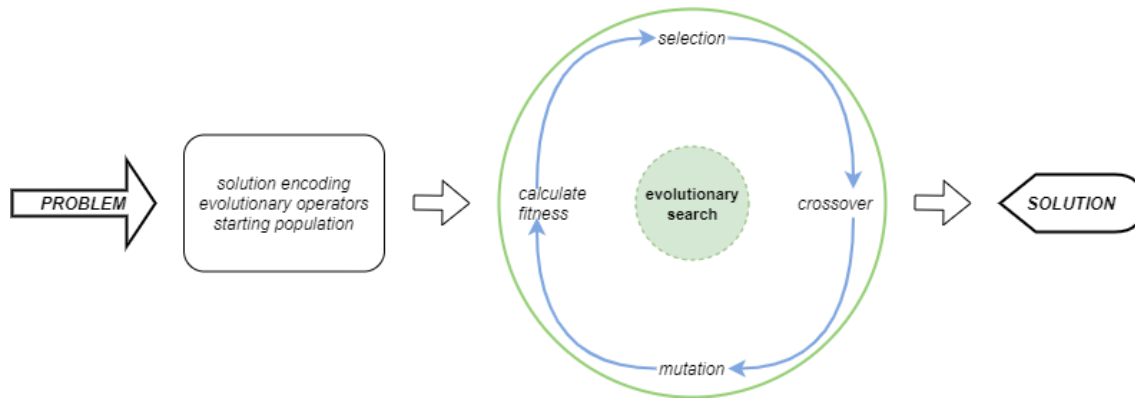 PROBLEM
solution encoding
evolutionary operators
starting population
selection
calculate
fitness
evolutionary
search
crossover
mutation
SOLUTION